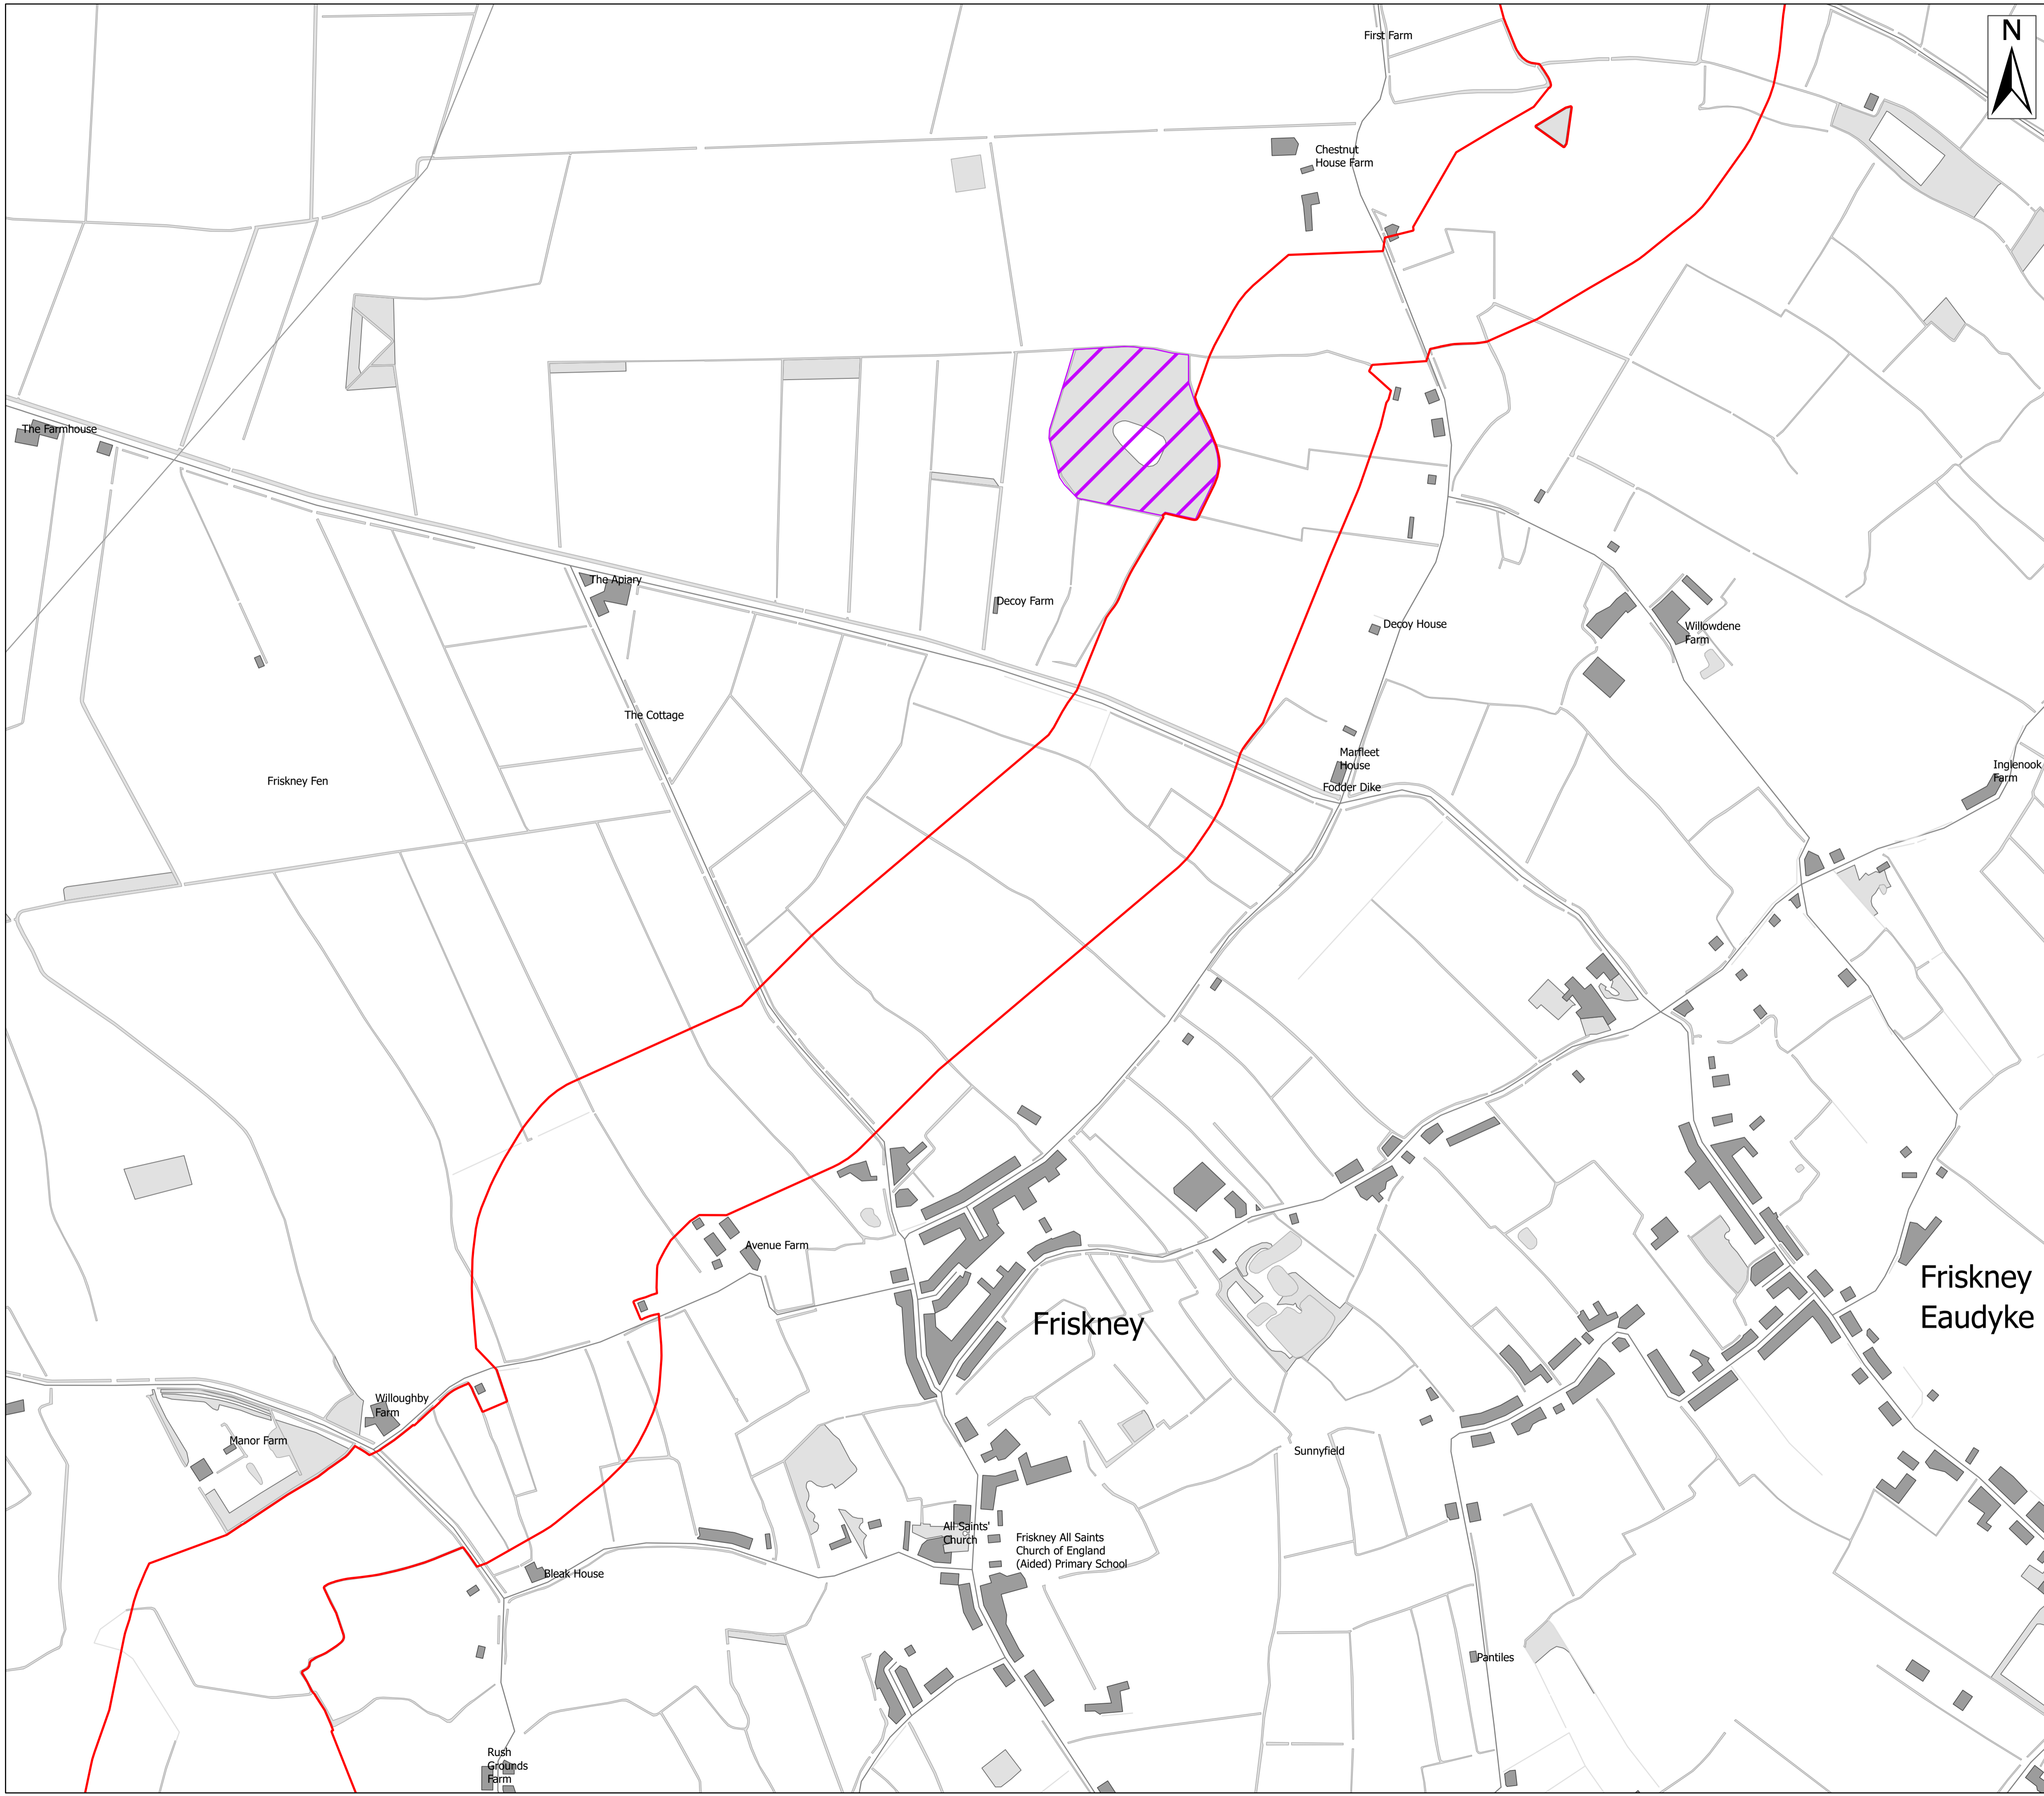 N
First Farm
Chestnut
House Farm
The Farmhouse
The Apiary
Decoy Farm
Decoy House
Willowdene
Farm
The Cottage
Marfleet
House
Fodder Dike
Inglenook
Farm
Friskney Fen
Avenue Farm
Friskney
Friskney
Eaudyke
Willoughby
Farm
Manor Farm
Sunnyfield
All Saints'
Church
Friskney All Saints
Church of England
(Aided) Primary School
Bleak House
Pantiles
Rush
Grounds
Farm